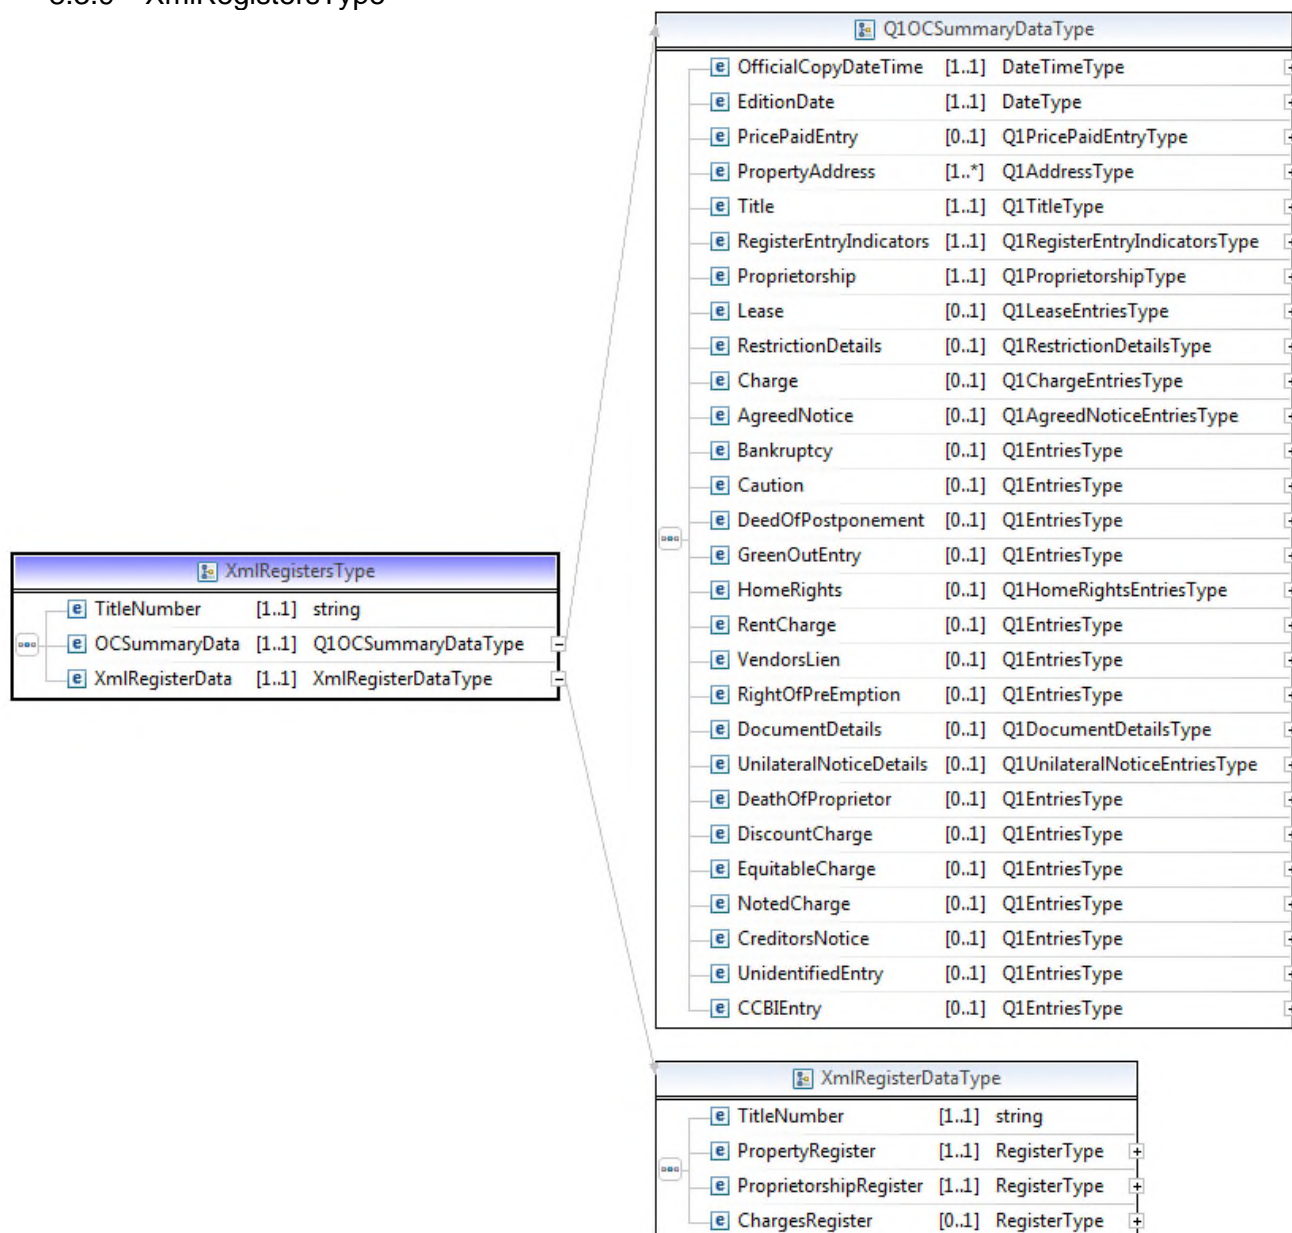 XmlRegistersType
Q1OCSummaryDataType
OfficialCopyDateTime [1..1] DateTimeType
EditionDate [1..1] DateType
PricePaidEntry [0..1] Q1PricePaidEntryType
PropertyAddress [1..*] Q1AddressType
Title [1..1] Q1TitleType
RegisterEntryIndicators [1..1] Q1RegisterEntryIndicatorsType
Proprietorship [1..1] Q1ProprietorshipType
Lease [0..1] Q1LeaseEntriesType
RestrictionDetails [0..1] Q1RestrictionDetailsType
Charge [0..1] Q1ChargeEntriesType
AgreedNotice [0..1] Q1AgreedNoticeEntriesType
Bankruptcy [0..1] Q1EntriesType
Caution [0..1] Q1EntriesType
DeedOfPostponement [0..1] Q1EntriesType
GreenOutEntry [0..1] Q1EntriesType
HomeRights [0..1] Q1HomeRightsEntriesType
RentCharge [0..1] Q1EntriesType
VendorsLien [0..1] Q1EntriesType
RightOfPreEmption [0..1] Q1EntriesType
DocumentDetails [0..1] Q1DocumentDetailsType
UnilateralNoticeDetails [0..1] Q1UnilateralNoticeEntriesType
DeathOfProprietor [0..1] Q1EntriesType
DiscountCharge [0..1] Q1EntriesType
EquitableCharge [0..1] Q1EntriesType
NotedCharge [0..1] Q1EntriesType
CreditorsNotice [0..1] Q1EntriesType
UnidentifiedEntry [0..1] Q1EntriesType
CCBIEntry [0..1] Q1EntriesType
XmlRegistersType
TitleNumber [1..1] string
OCSummaryData [1..1] Q1OCSummaryDataType
XmlRegisterData [1..1] XmlRegisterDataType
XmlRegisterDataType
TitleNumber [1..1] string
PropertyRegister [1..1] RegisterType
ProprietorshipRegister [1..1] RegisterType
ChargesRegister [0..1] RegisterType